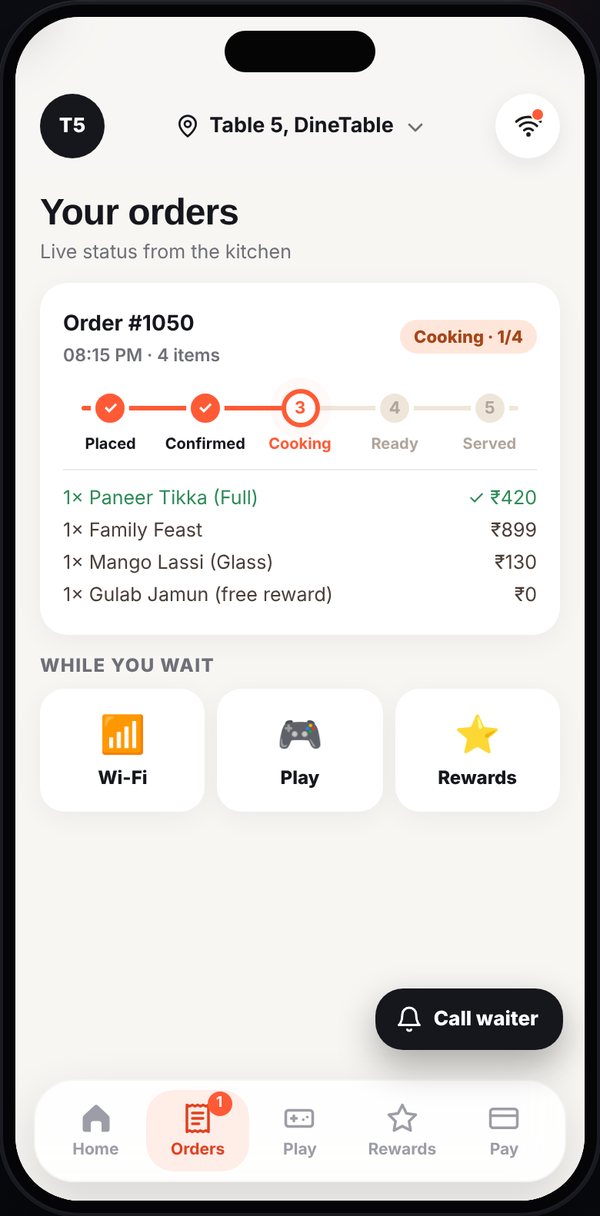 T5
Table 5, DineTable
Your orders
Live status from the kitchen
Order #1050
Cooking · 1/4
08:15 PM · 4 items
3
4
5
Placed
Confirmed
Cooking
Ready
Served
1× Paneer Tikka (Full)
✓ ₹420
1× Family Feast
₹899
1× Mango Lassi (Glass)
₹130
1× Gulab Jamun (free reward)
₹0
WHILE YOU WAIT
Wi-Fi
Play
Rewards
Call waiter
1
Home
Orders
Play
Rewards
Pay